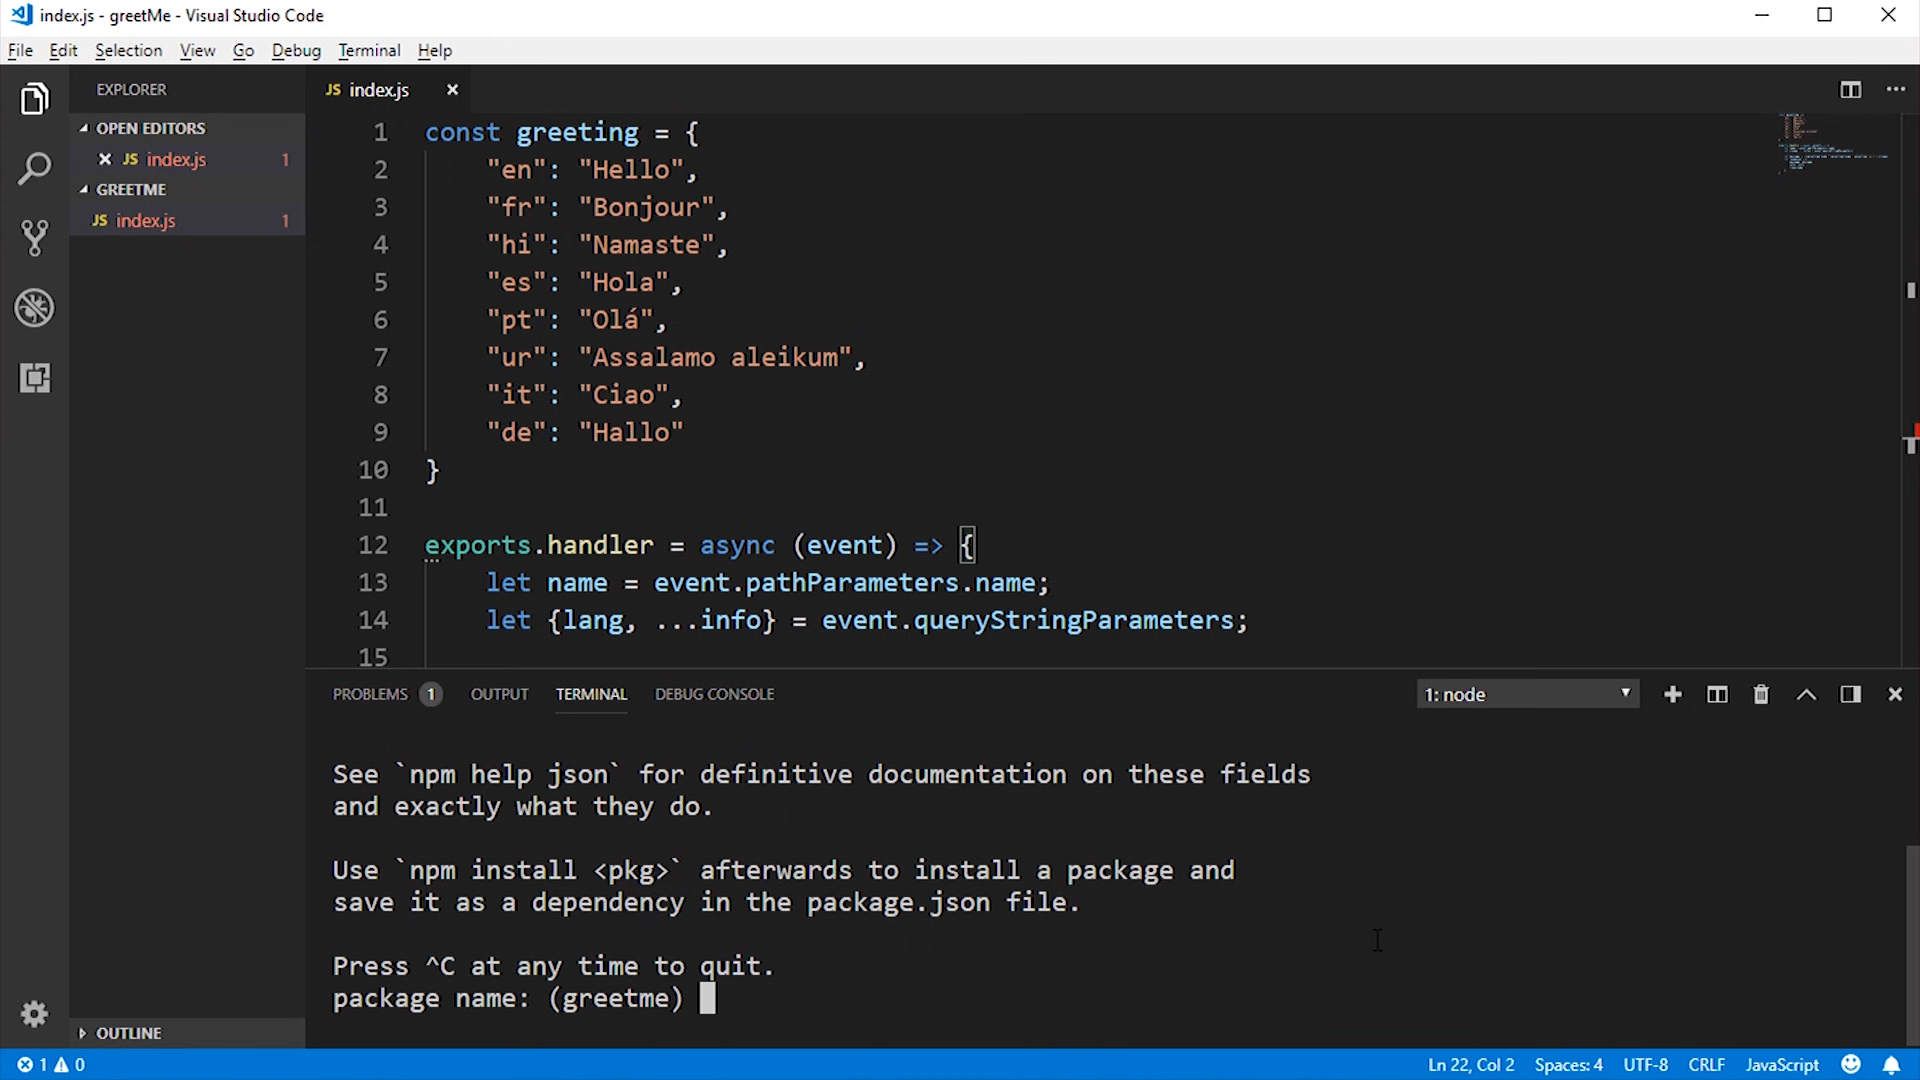 index.js - greetMe - Visual Studio Code
File Edit Selection View Go Debug Terminal Help
EXPLORER
OPEN EDITORS
JS index.js 1
GREETME
JS index.js 1
OUTLINE
JS index.js
1 const greeting = {
2 "en": "Hello",
3 "fr": "Bonjour",
4 "hi": "Namaste",
5 "es": "Hola",
6 "pt": "Olá",
7 "ur": "Assalamo aleikum",
8 "it": "Ciao",
9 "de": "Hallo"
10 }
11
12 exports.handler = async (event) => {
13 let name = event.pathParameters.name;
14 let {lang, ...info} = event.queryStringParameters;
15
PROBLEMS 1 OUTPUT TERMINAL DEBUG CONSOLE 1: node
See `npm help json` for definitive documentation on these fields
and exactly what they do.
Use `npm install <pkg>` afterwards to install a package and
save it as a dependency in the package.json file.
Press ^C at any time to quit.
package name: (greetme)
1 0 Ln 22, Col 2 Spaces: 4 UTF-8 CRLF JavaScript